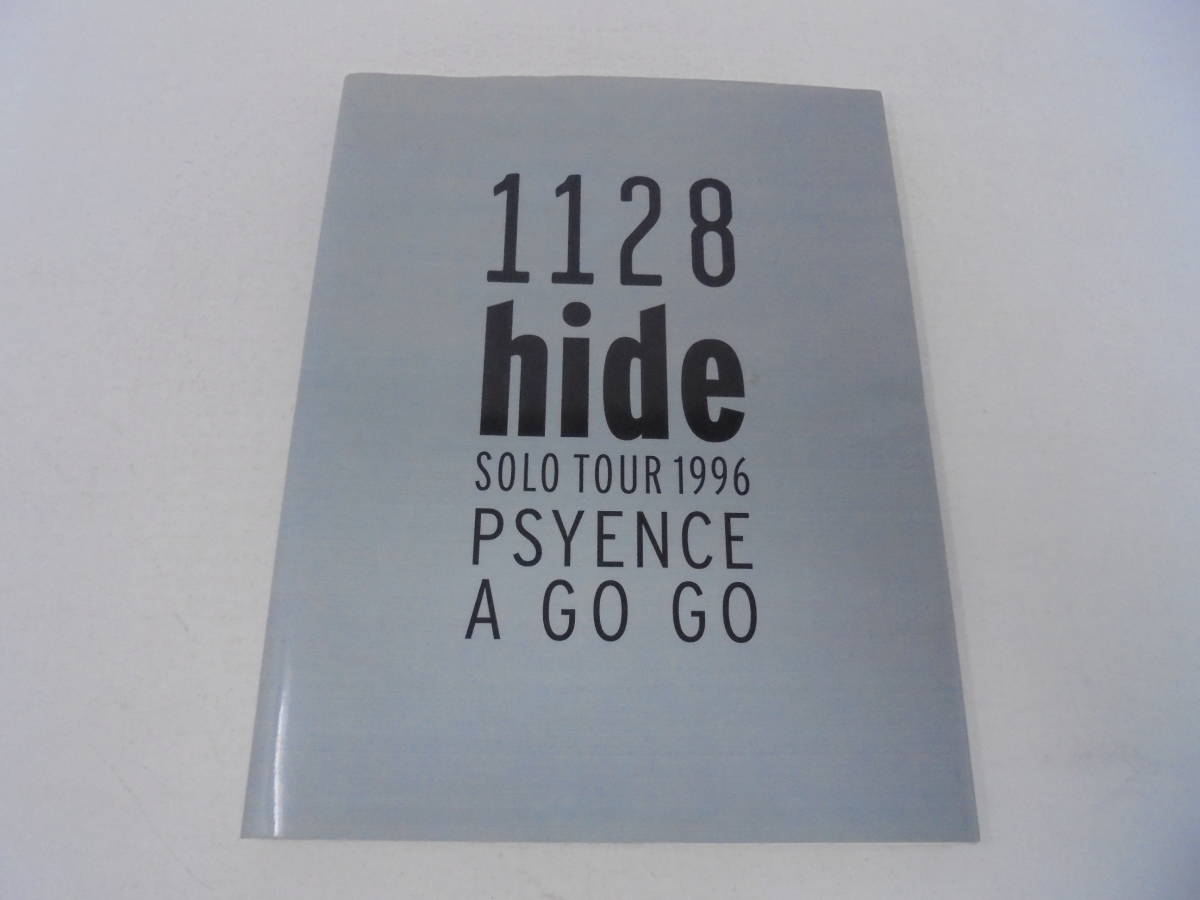 1128
hide
SOLO TOUR 1996
PSYENCE
A GO GO